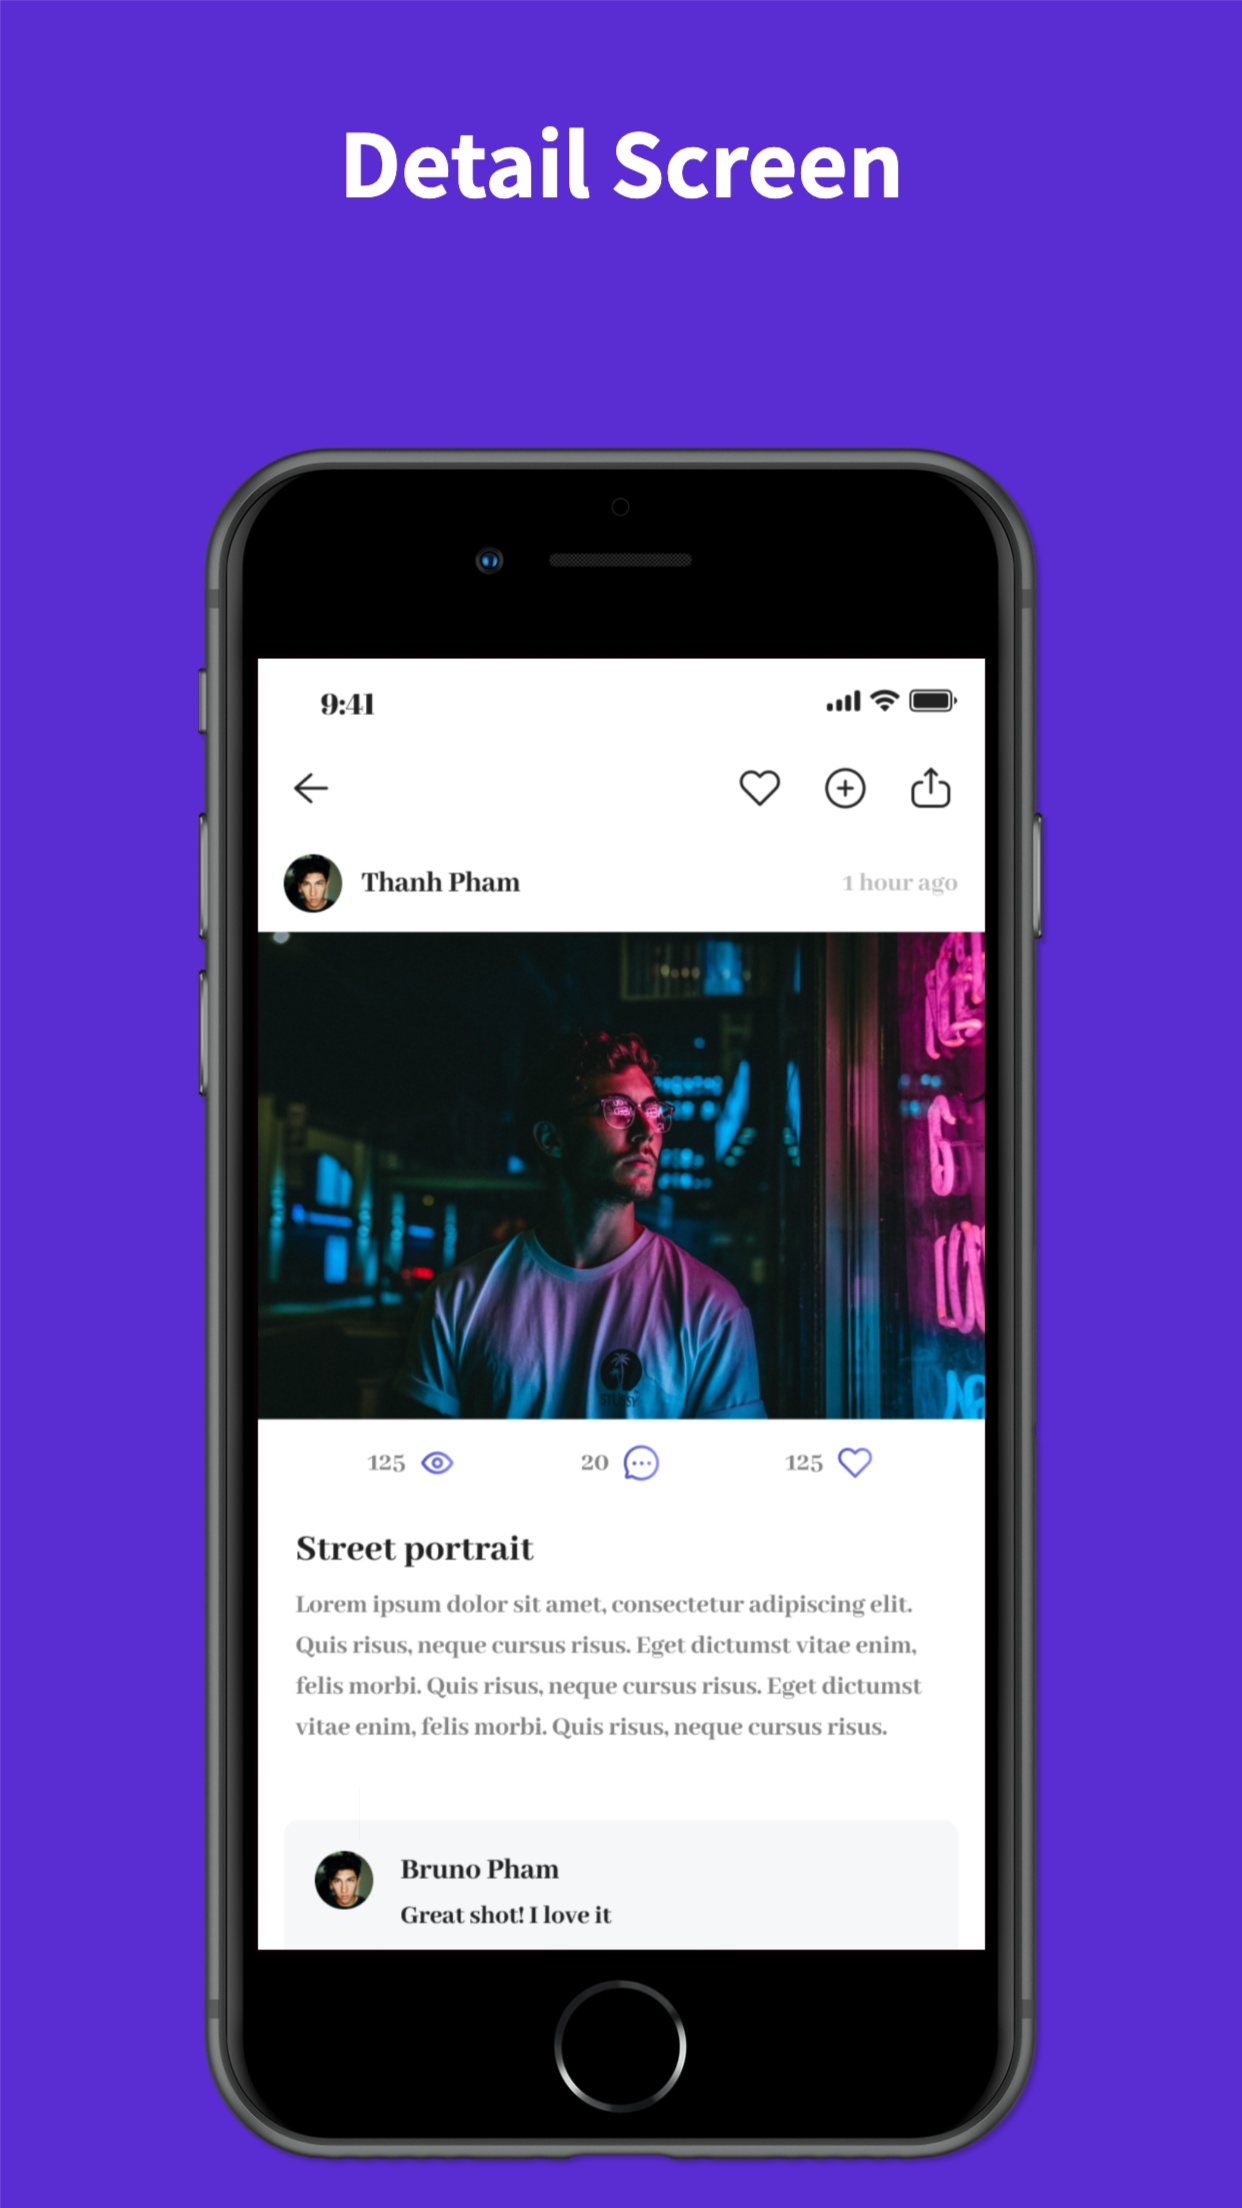 Detail Screen
9:41
Thanh Pham
1 hour ago
6
STUSSY
125
20
125
Street portrait
Lorem ipsum dolor sit amet, consectetur adipiscing elit.
Quis risus, neque cursus risus. Eget dictumst vitae enim,
felis morbi. Quis risus, neque cursus risus. Eget dictumst
vitae enim, felis morbi. Quis risus, neque cursus risus.
Bruno Pham
Great shot! I love it